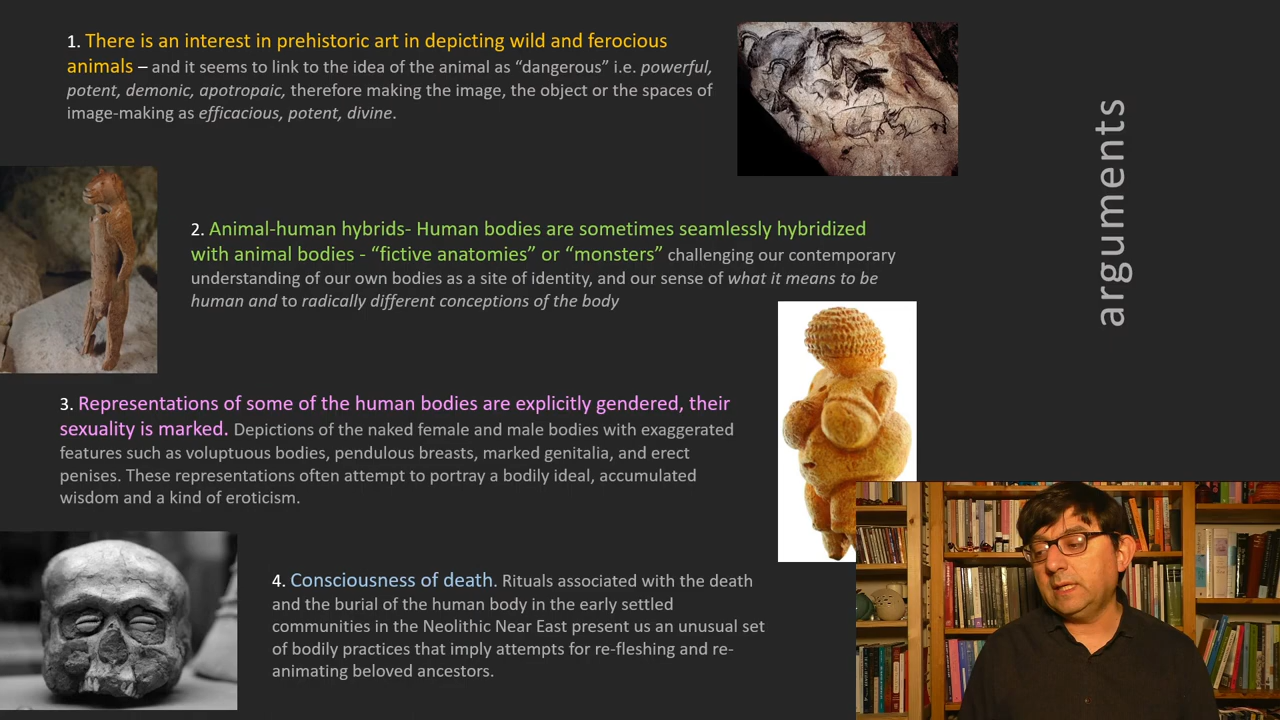 1. There is an interest in prehistoric art in depicting wild and ferocious
animals – and it seems to link to the idea of the animal as “dangerous” i.e. powerful,
potent, demonic, apotropaic, therefore making the image, the object or the spaces of
image-making as efficacious, potent, divine.
arguments
2. Animal-human hybrids- Human bodies are sometimes seamlessly hybridized
with animal bodies - “fictive anatomies” or “monsters” challenging our contemporary
understanding of our own bodies as a site of identity, and our sense of what it means to be
human and to radically different conceptions of the body
3. Representations of some of the human bodies are explicitly gendered, their
sexuality is marked. Depictions of the naked female and male bodies with exaggerated
features such as voluptuous bodies, pendulous breasts, marked genitalia, and erect
penises. These representations often attempt to portray a bodily ideal, accumulated
wisdom and a kind of eroticism.
4. Consciousness of death. Rituals associated with the death
and the burial of the human body in the early settled
communities in the Neolithic Near East present us an unusual set
of bodily practices that imply attempts for re-fleshing and re-
animating beloved ancestors.